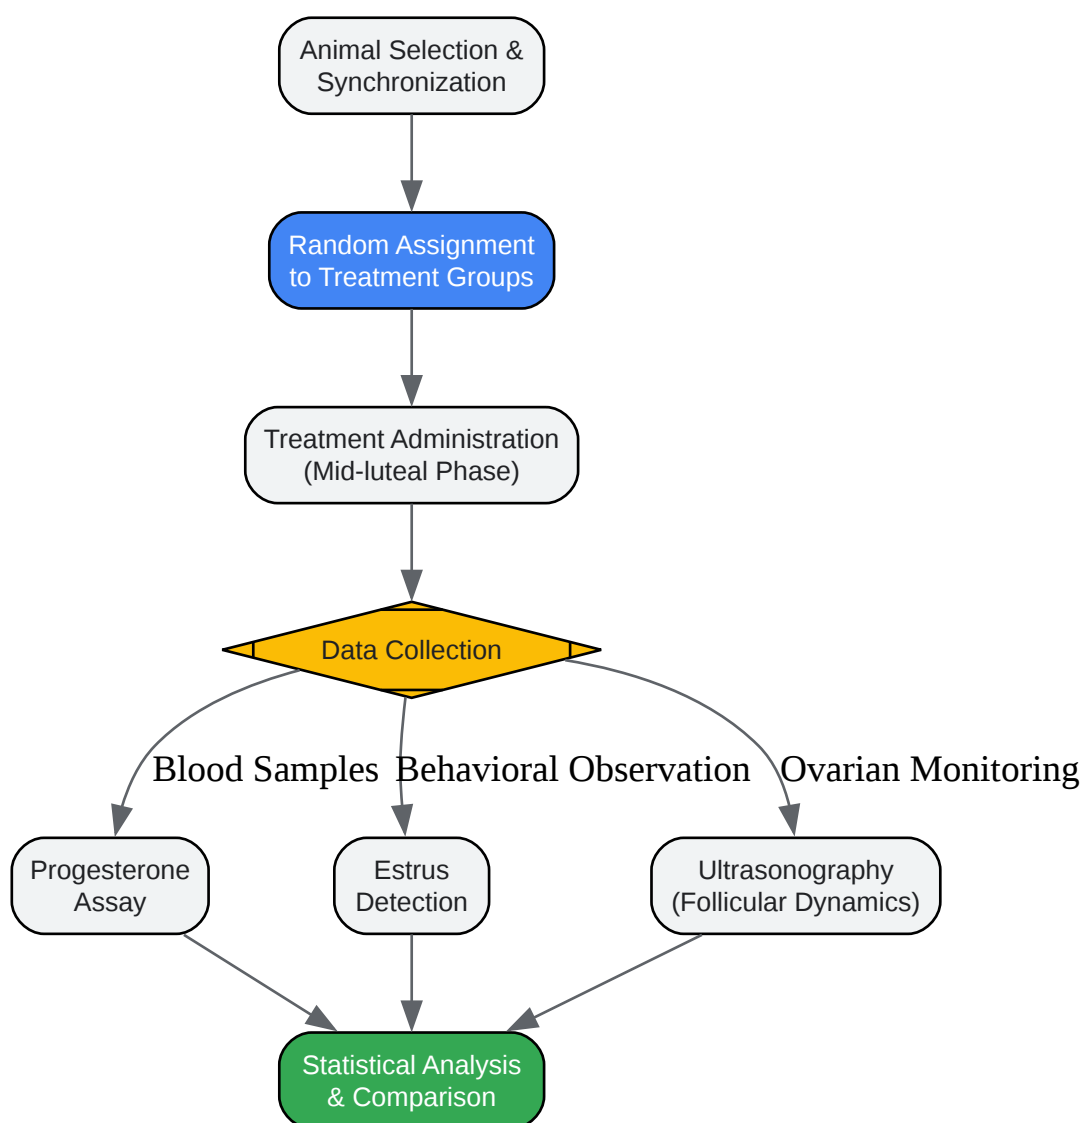 Animal Selection &
Synchronization
Random Assignment
to Treatment Groups
Treatment Administration
(Mid-luteal Phase)
Data Collection
Blood Samples
Behavioral Observation
Ovarian Monitoring
Progesterone
Assay
Estrus
Detection
Ultrasonography
(Follicular Dynamics)
Statistical Analysis
& Comparison